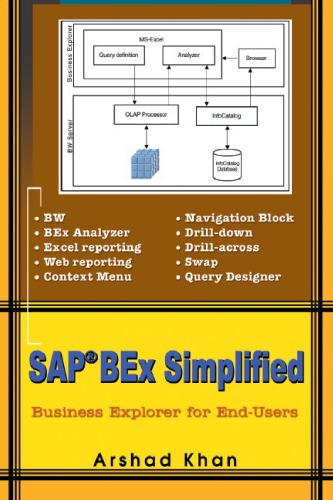 Business Explorer
MS-Excel
Query definition
Analyzer
Browser
BW Server
OLAP Processor
InfoCatalog
InfoCatalog
Database
• BW
• BEx Analyzer
• Excel reporting
• Web reporting
• Context Menu
• Navigation Block
• Drill-down
• Drill-across
• Swap
• Query Designer
SAP® BEx Simplified
Business Explorer for End-Users
Arshad Khan